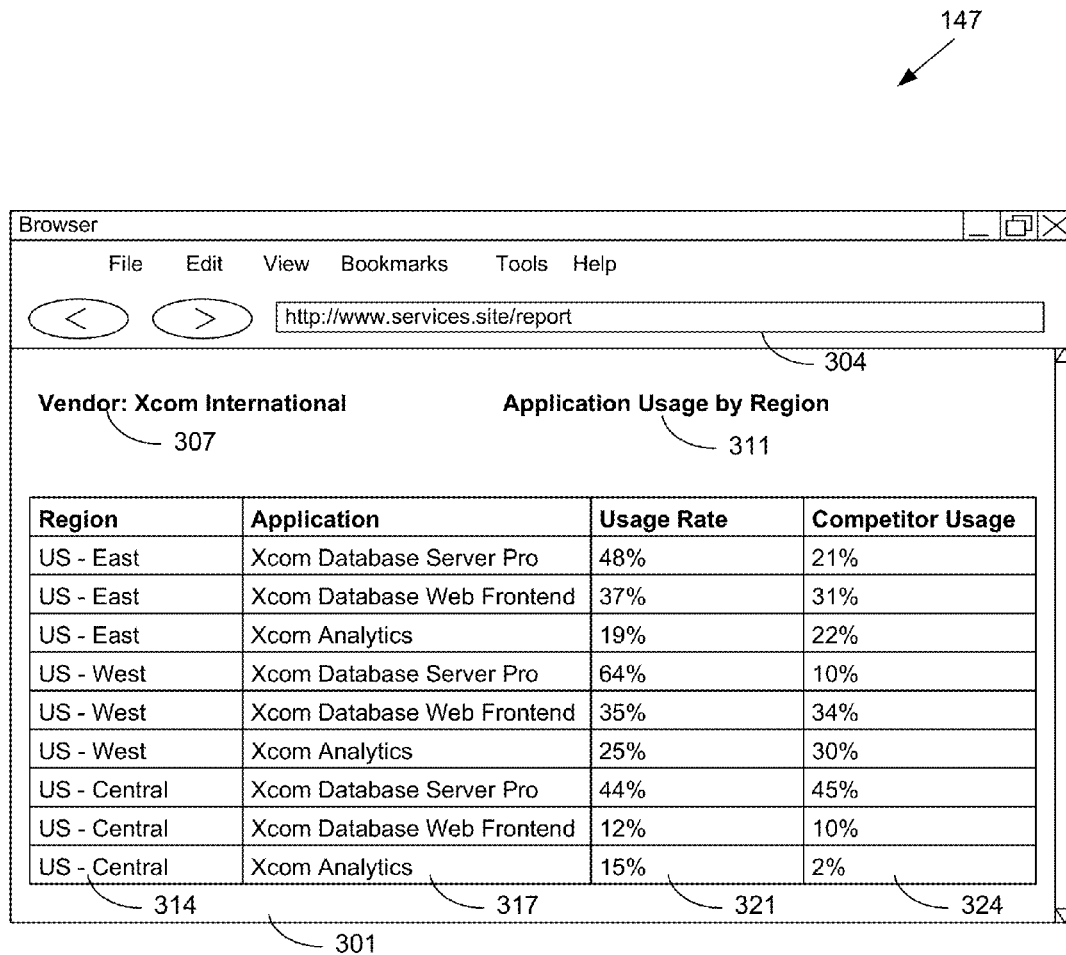 147
Browser
File Edit View Bookmarks Tools Help
< > http://www.services.site/report
304
Vendor: Xcom International Application Usage by Region
307 311
Region Application Usage Rate Competitor Usage
US - East Xcom Database Server Pro 48% 21%
US - East Xcom Database Web Frontend 37% 31%
US - East Xcom Analytics 19% 22%
US - West Xcom Database Server Pro 64% 10%
US - West Xcom Database Web Frontend 35% 34%
US - West Xcom Analytics 25% 30%
US - Central Xcom Database Server Pro 44% 45%
US - Central Xcom Database Web Frontend 12% 10%
US - Central Xcom Analytics 15% 2%
314 317 321 324
301